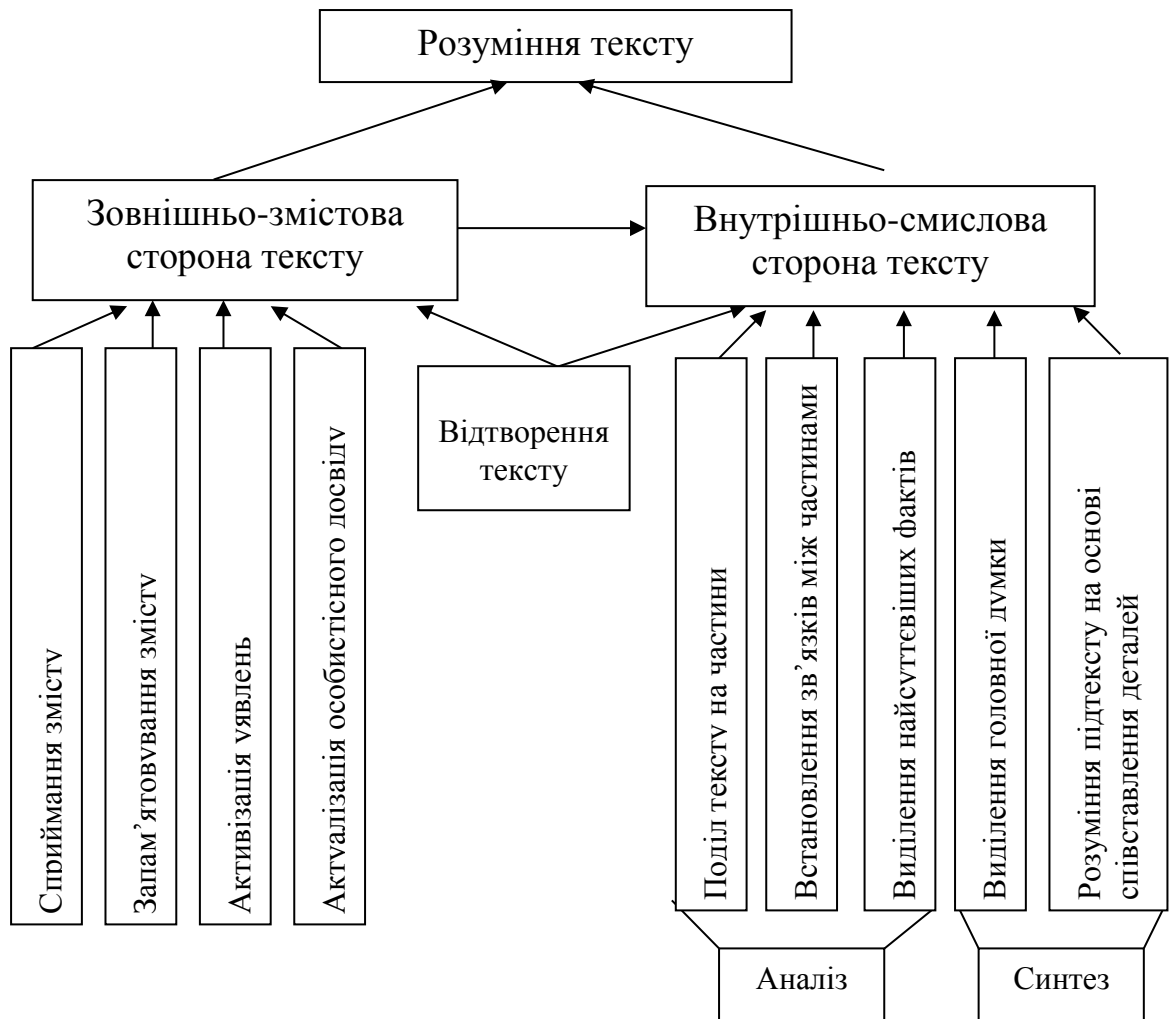 Розуміння тексту
Зовнішньо-змістова
сторона тексту
Внутрішньо-смислова
сторона тексту
Сприймання змісту
Запам’ятовування змісту
Активізація уявлень
Актуалізація особистісного досвіду
Відтворення
тексту
Поділ тексту на частини
Встановлення зв’язків між частинами
Виділення найсуттєвіших фактів
Виділення головної думки
Розуміння підтексту на основі
співставлення деталей
Аналіз
Синтез